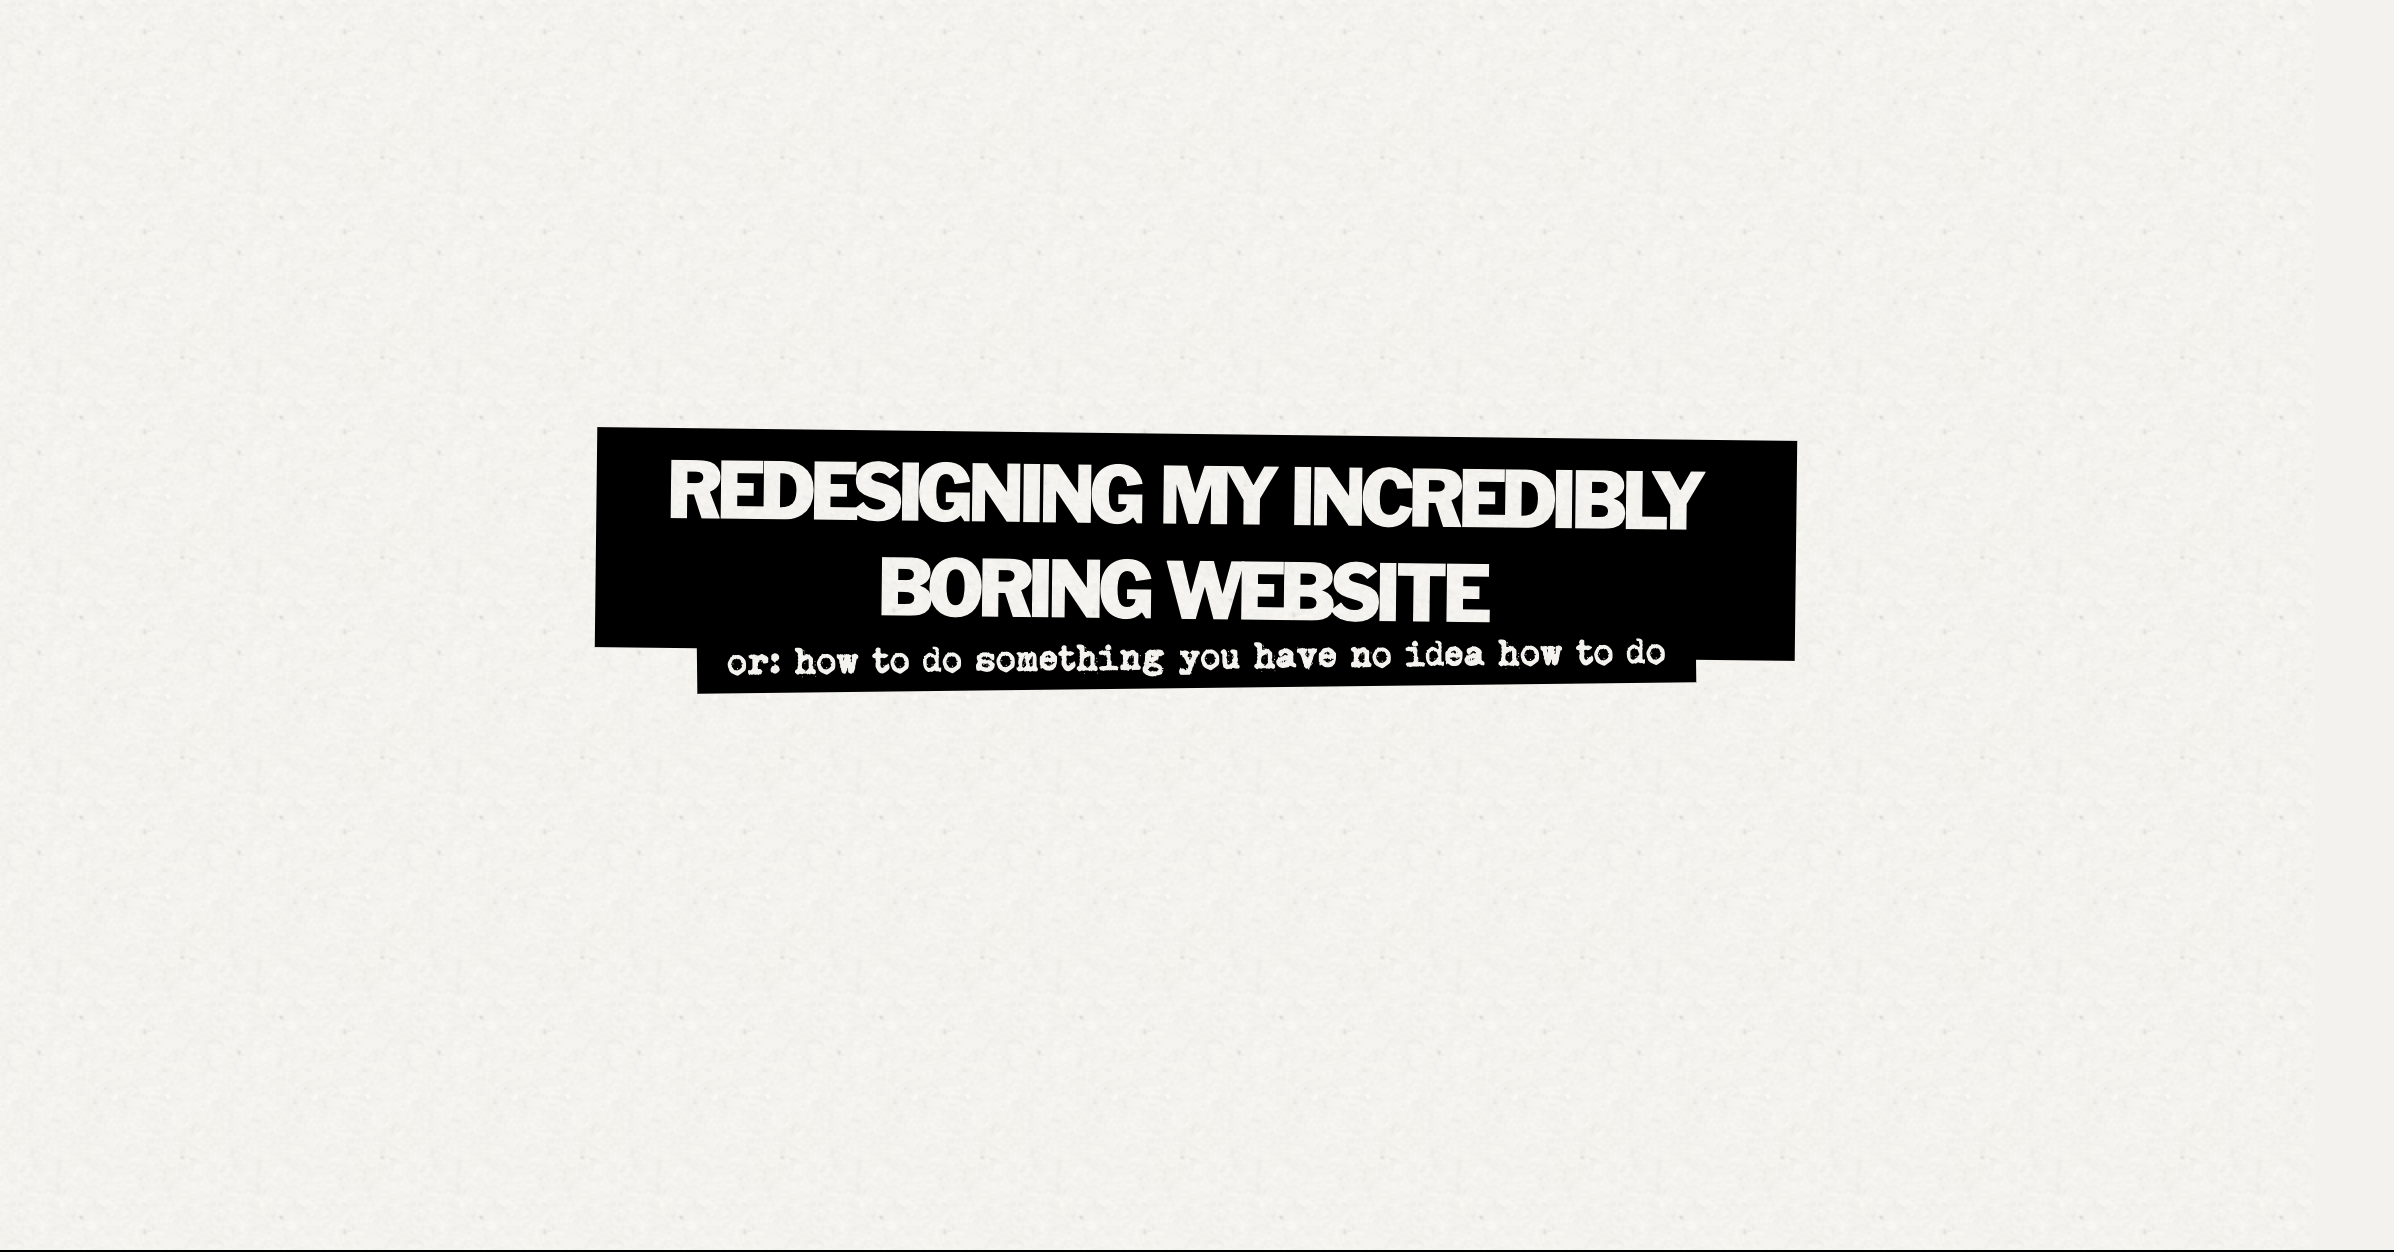 REDESIGNING MY INCREDIBLY
BORING WEBSITE
or: how to do something you have no idea how to do